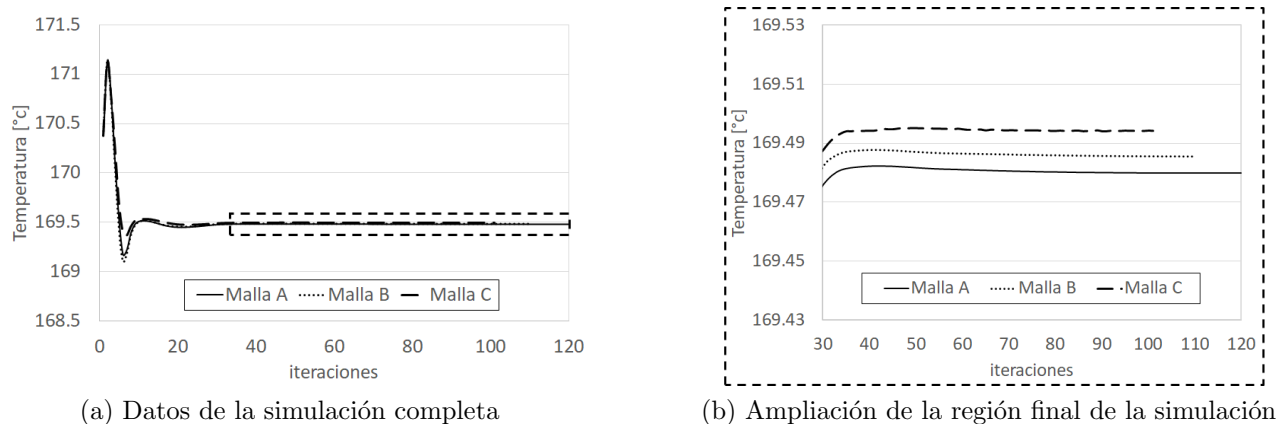 171.5
171
170.5
170
169.5
169
168.5
Temperatura [°c]
Malla A
Malla B
Malla C
0
20
40
60
80
100
120
iteraciones
(a) Datos de la simulación completa
169.53
169.51
169.49
169.47
169.45
169.43
Temperatura [°c]
Malla A
Malla B
Malla C
30
40
50
60
70
80
90
100
110
120
iteraciones
(b) Ampliación de la región final de la simulación